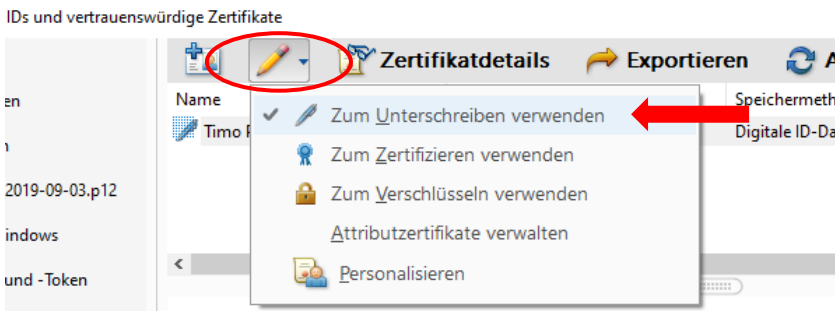 IDs und vertrauenswürdige Zertifikate
Zertifikatdetails Exportieren
en
Name
Speichermeth
Timo
Digitale ID-Da
Zum Unterschreiben verwenden
Zum Zertifizieren verwenden
2019-09-03.p12
Zum Verschlüsseln verwenden
indows
Attributzertifikate verwalten
und -Token
Personalisieren